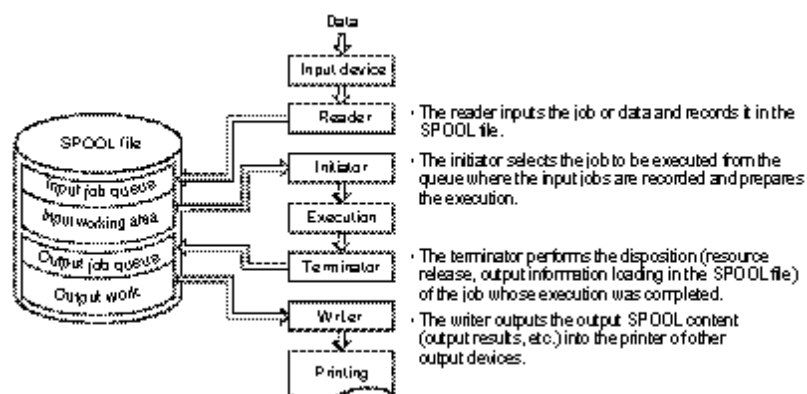 Data
Input device
Reader
· The reader inputs the job or data and records it in the
SPOOL file.
SPOOL file
Input job queue
Initiator
· The initiator selects the job to be executed from the
queue where the input jobs are recorded and prepares
the execution.
Input working area
Execution
Output job queue
Terminator
· The terminator performs the disposition (resource
release, output information loading in the SPOOL file)
of the job whose execution was completed.
Output work
Writer
· The writer outputs the output SPOOL content
(output results, etc.) into the printer of other
output devices.
Printing